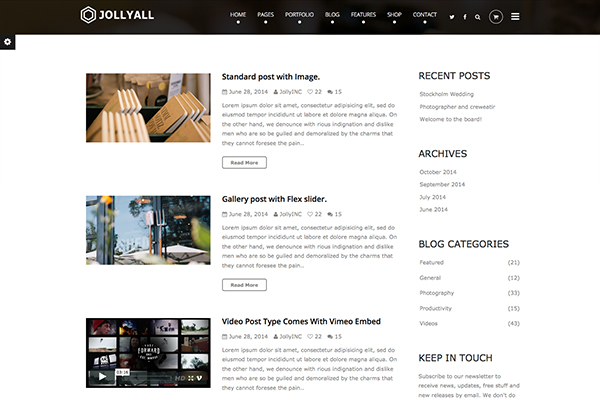 JOLLYALL
HOME PAGES PORTFOLIO BLOG FEATURES SHOP CONTACT
Standard post with Image.
June 28, 2014 JollyINC 22 15
Lorem ipsum dolor sit amet, consectetur adipisicing elit, sed do
eiusmod tempor incididunt ut labore et dolore magna aliqua. On
the other hand, we denounce with rious indignation and dislike
men who are so be guiled and demoralized by the charms that
they cannot foresee the pain..
Read More
Gallery post with Flex slider.
June 28, 2014 JollyINC 22 15
Lorem ipsum dolor sit amet, consectetur adipisicing elit, sed do
eiusmod tempor incididunt ut labore et dolore magna aliqua. On
the other hand, we denounce with rious indignation and dislike
men who are so be guiled and demoralized by the charms that
they cannot foresee the pain..
Read More
Video Post Type Comes With Vimeo Embed
June 28, 2014 JollyINC 22 15
Lorem ipsum dolor sit amet, consectetur adipisicing elit, sed do
eiusmod tempor incididunt ut labore et dolore magna aliqua. On
the other hand, we denounce with rious indignation and dislike
men who are so be guiled and demoralized by the charms that
FORWARD
03:16
HD
RECENT POSTS
Stockholm Wedding
Photographer and creweatir
Welcome to the board!
ARCHIVES
October 2014
September 2014
July 2014
June 2014
BLOG CATEGORIES
Featured (21)
General (12)
Photography (33)
Productivity (15)
Videos (43)
KEEP IN TOUCH
Subscribe to our newsletter to
receive news, updates, free stuff and
new releases by email. We don't do